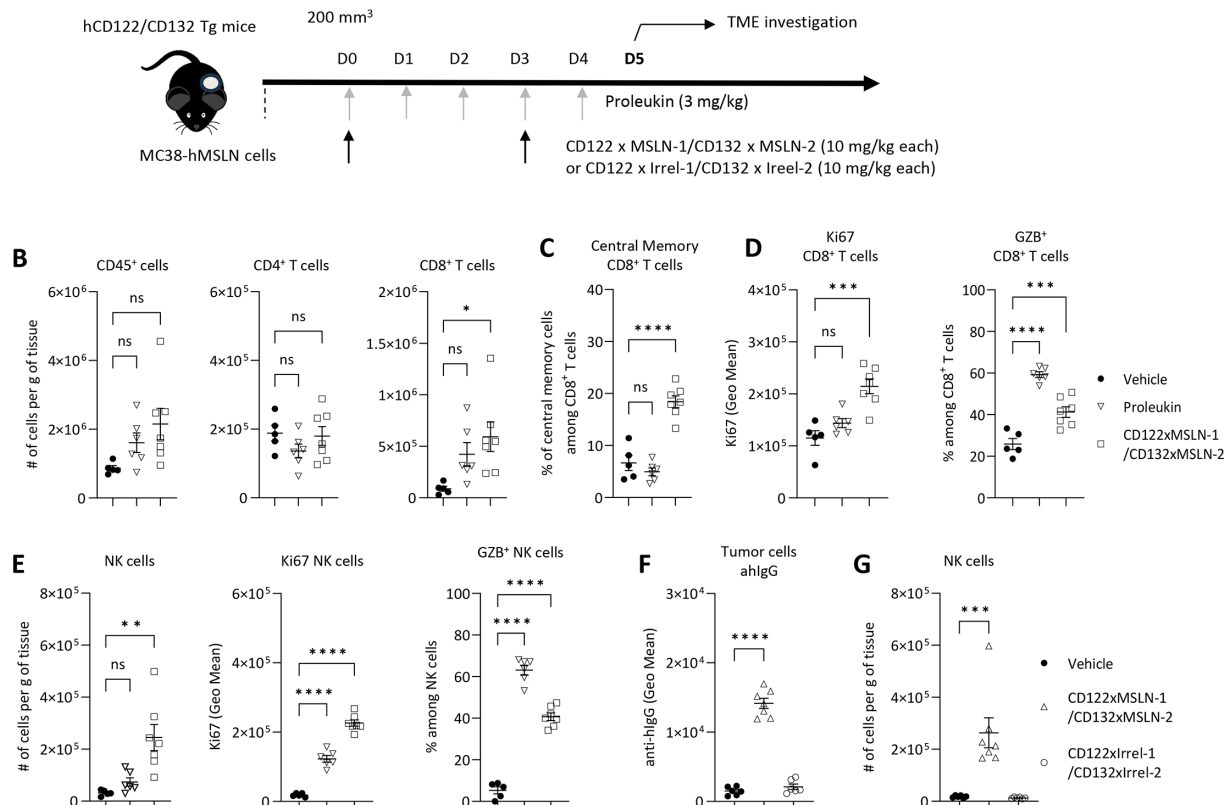 hCD122/CD132 Tg mice
200 mm³
TME investigation
D0 D1 D2 D3 D4 D5
Proleukin (3 mg/kg)
MC38-hMSLN cells
CD122 x MSLN-1/CD132 x MSLN-2 (10 mg/kg each)
or CD122 x Irrel-1/CD132 x Ireel-2 (10 mg/kg each)
B
CD45⁺ cells
# of cells per g of tissue
6×10⁶
4×10⁶
2×10⁶
0
ns
ns
CD4⁺ T cells
6×10⁵
4×10⁵
2×10⁵
0
ns
ns
CD8⁺ T cells
2×10⁶
1.5×10⁶
1×10⁶
5×10⁵
0
*
ns
C
Central Memory
CD8⁺ T cells
% of central memory cells
among CD8⁺ T cells
40
30
20
10
0
****
ns
D
Ki67
CD8⁺ T cells
Ki67 (Geo Mean)
4×10⁵
3×10⁵
2×10⁵
1×10⁵
0
***
ns
GZB⁺
CD8⁺ T cells
% among CD8⁺ T cells
100
80
60
40
20
0
***
****
Vehicle
Proleukin
CD122xMSLN-1
/CD132xMSLN-2
E
NK cells
# of cells per g of tissue
8×10⁵
6×10⁵
4×10⁵
2×10⁵
0
**
ns
Ki67 NK cells
Ki67 (Geo Mean)
6×10⁵
4×10⁵
2×10⁵
0
****
****
GZB⁺ NK cells
% among NK cells
100
80
60
40
20
0
****
****
F
Tumor cells
ahIgG
anti-hIgG (Geo Mean)
3×10⁴
2×10⁴
1×10⁴
0
****
G
NK cells
# of cells per g of tissue
8×10⁵
6×10⁵
4×10⁵
2×10⁵
0
***
Vehicle
CD122xMSLN-1
/CD132xMSLN-2
CD122xIrrel-1
/CD132xIrrel-2